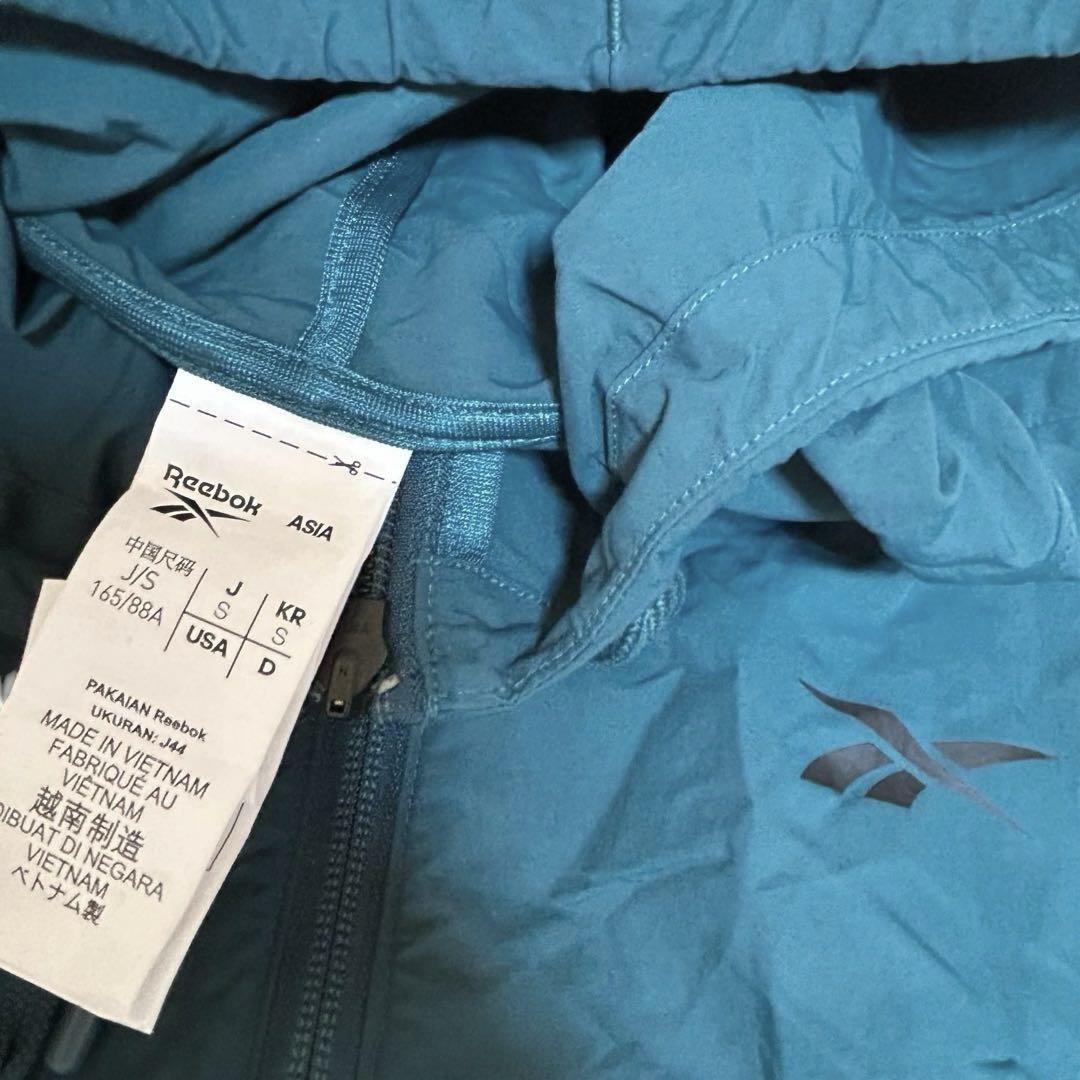 Reebok ASIA
中国尺码
J/S
165/88A
J
S
KR
S
USA
D
PAKAIAN Reebok
UKURAN: J44
MADE IN VIETNAM
FABRIQUÉ AU
VIÊTNAM
越南制造
DIBUAT DI NEGARA
VIETNAM
ベトナム製